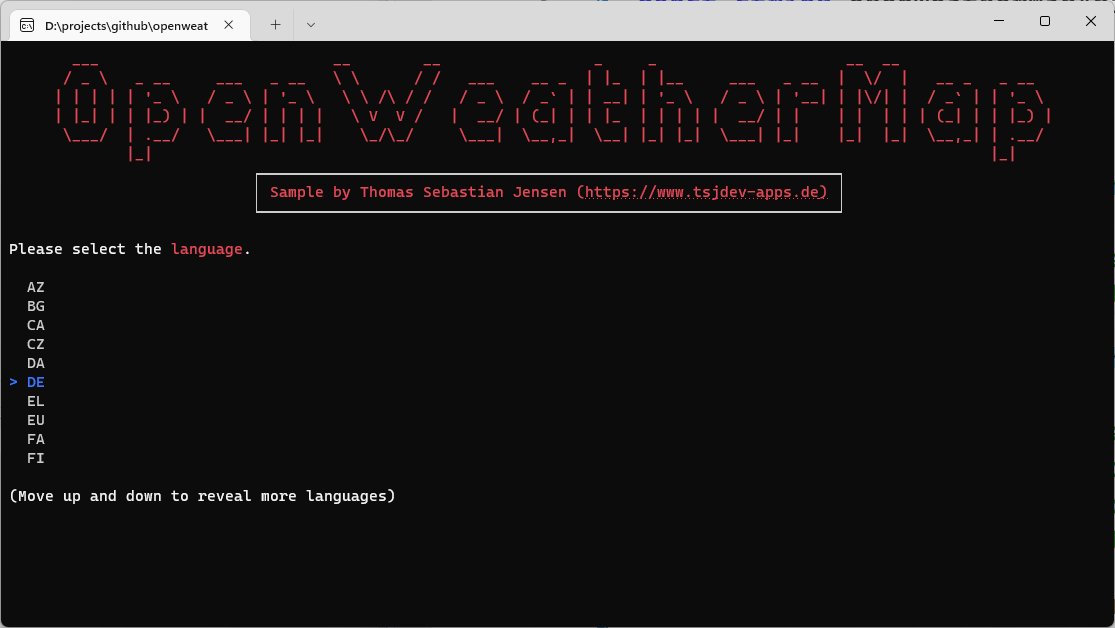 D:\projects\github\openweat
OpenWeatherMap
Sample by Thomas Sebastian Jensen (https://www.tsjdev-apps.de)
Please select the language.
AZ
BG
CA
CZ
DA
> DE
EL
EU
FA
FI
(Move up and down to reveal more languages)